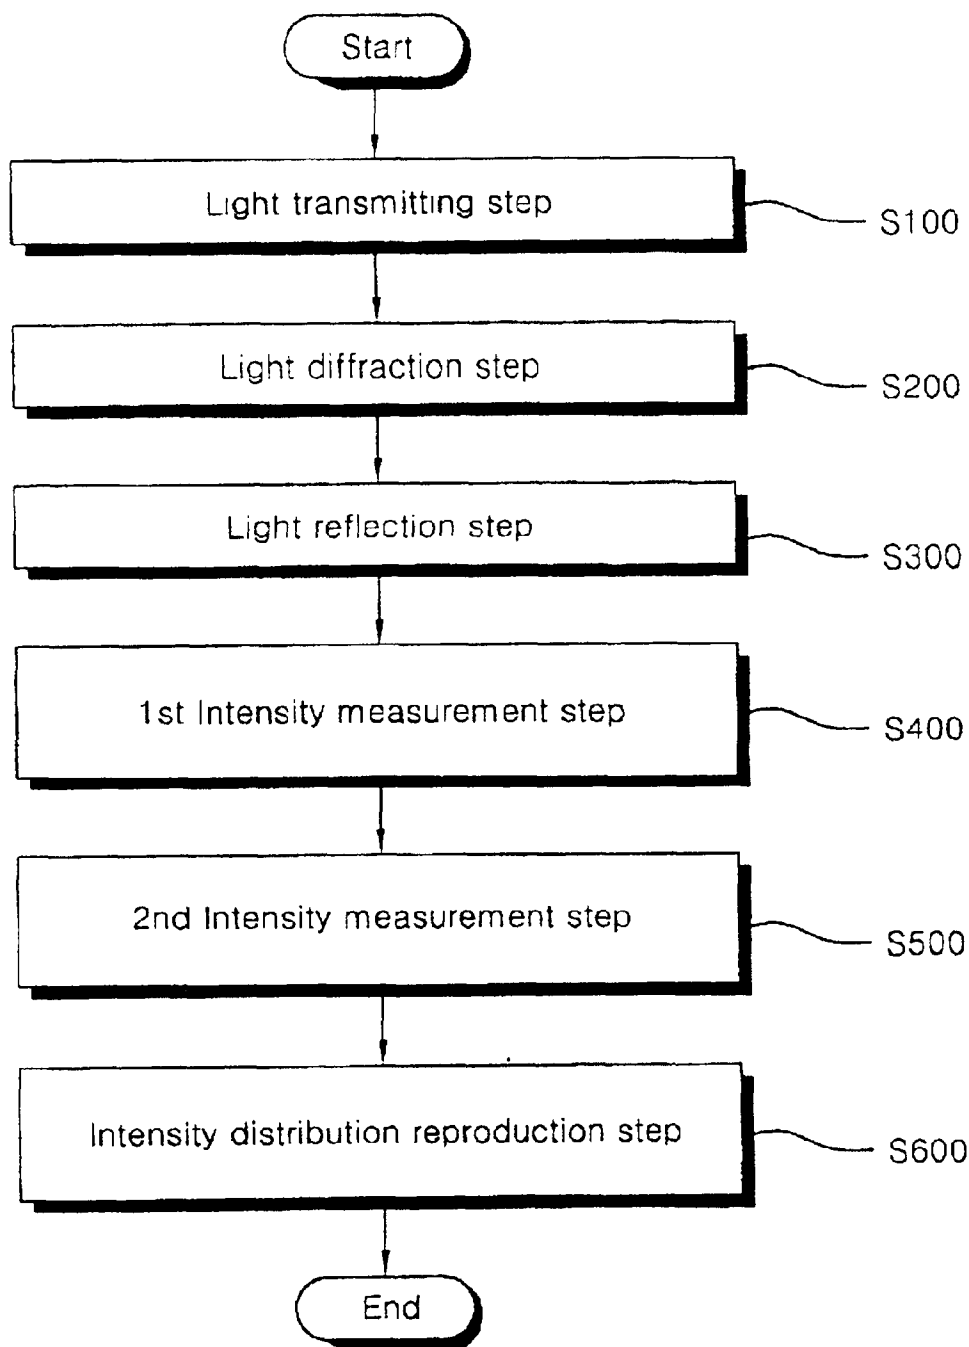 Start
Light transmitting step
S100
Light diffraction step
S200
Light reflection step
S300
1st Intensity measurement step
S400
2nd Intensity measurement step
S500
Intensity distribution reproduction step
S600
End